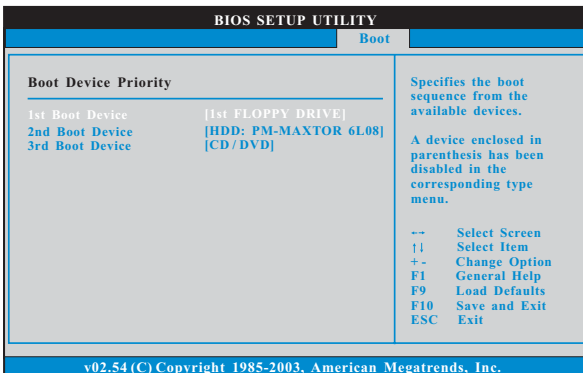 BIOS SETUP UTILITY
Boot
Boot Device Priority
1st Boot Device [1st FLOPPY DRIVE]
2nd Boot Device [HDD: PM-MAXTOR 6L08]
3rd Boot Device [CD/DVD]
Specifies the boot
sequence from the
available devices.
A device enclosed in
parenthesis has been
disabled in the
corresponding type
menu.
←→ Select Screen
↑↓ Select Item
+- Change Option
F1 General Help
F9 Load Defaults
F10 Save and Exit
ESC Exit
v02.54 (C) Copyright 1985-2003, American Megatrends, Inc.